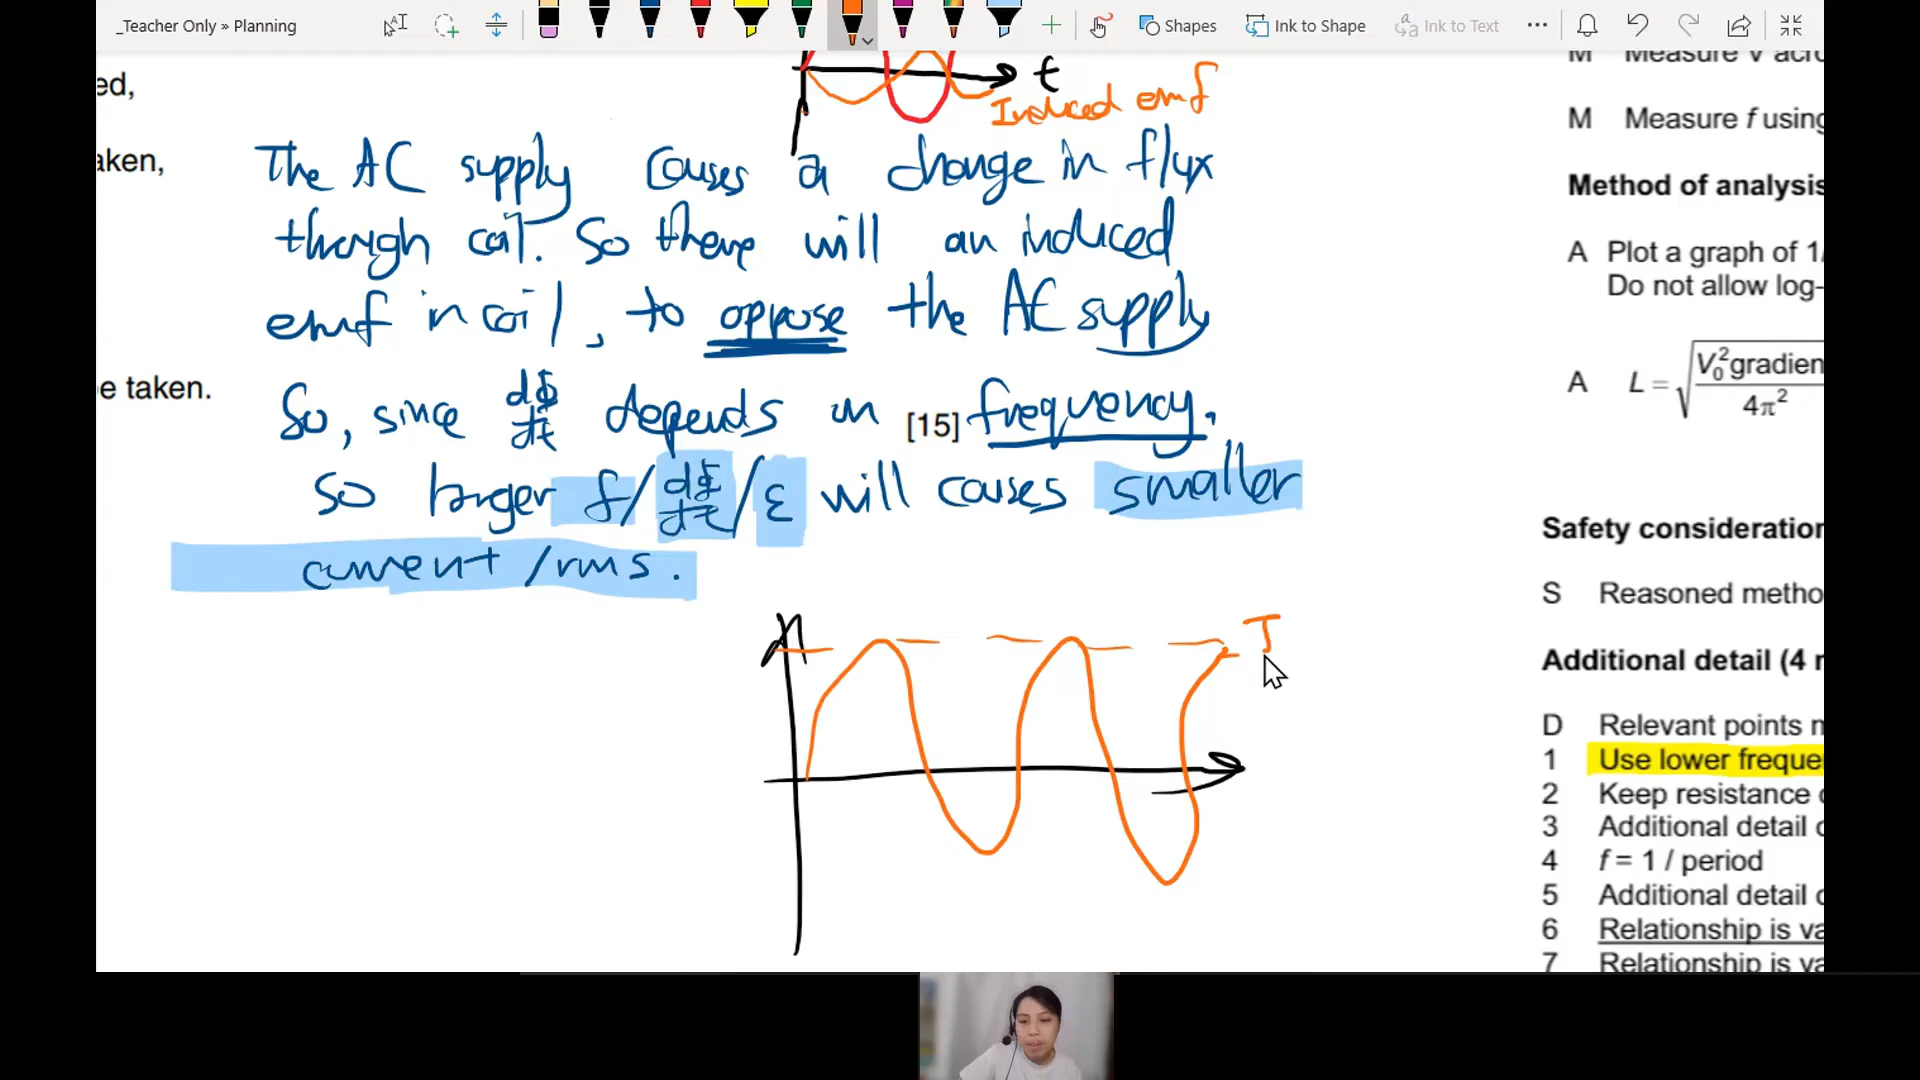 _Teacher Only » Planning
Shapes
Ink to Shape
Ink to Text
ed,
aken,
e taken.
t
Induced emf
The AC supply causes a change in flux
though coil. So there will an induced
emf in coil, to oppose the AC supply
So, since dΦ/dt depends on [15] frequency.
So larger f/dΦ/dt/ε will causes smaller
current/rms.
I
M Measure V acro
M Measure f using
Method of analysis
A Plot a graph of 1/
Do not allow log-
A L = √V₀²gradien/4π²
Safety consideration
S Reasoned metho
Additional detail (4 m
D Relevant points m
1 Use lower freque
2 Keep resistance c
3 Additional detail c
4 f = 1 / period
5 Additional detail c
6 Relationship is va
7 Relationship is va